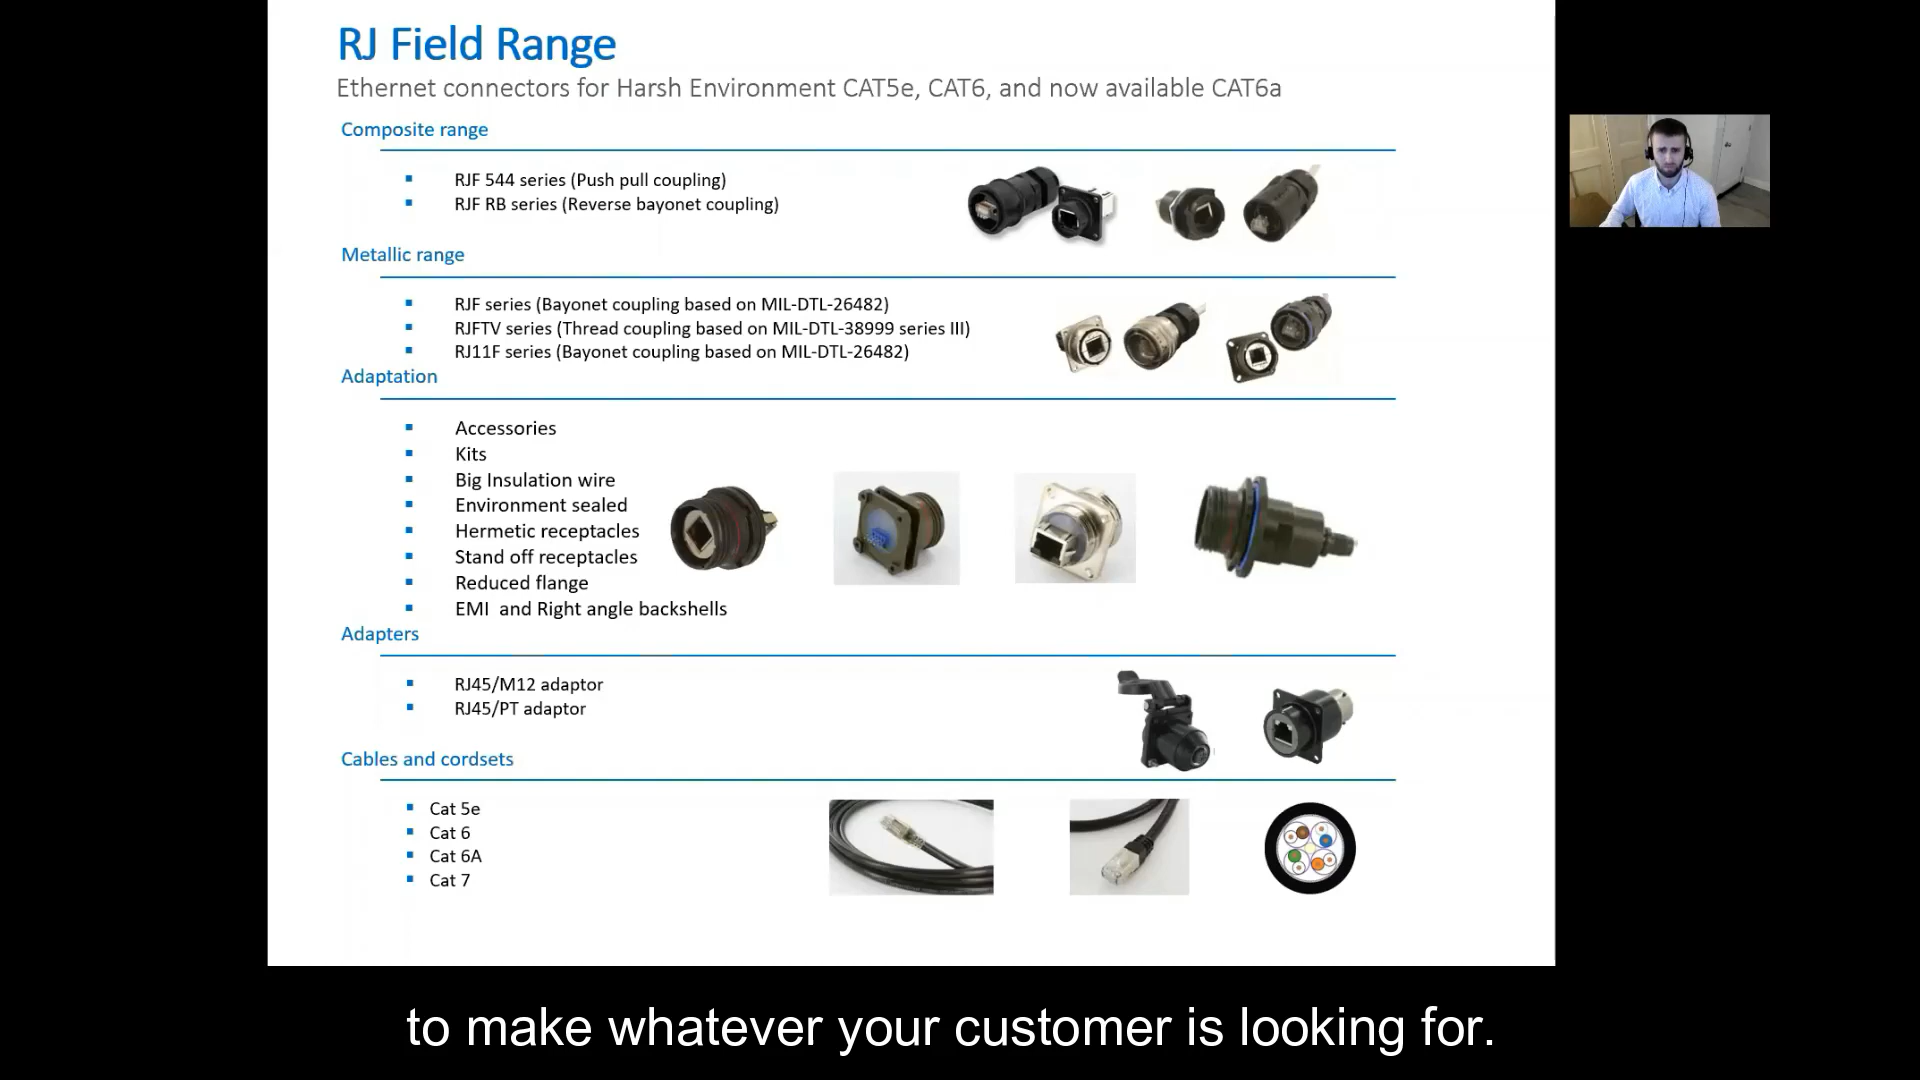 RJ Field Range
Ethernet connectors for Harsh Environment CAT5e, CAT6, and now available CAT6a
Composite range
RJF 544 series (Push pull coupling)
RJF RB series (Reverse bayonet coupling)
Metallic range
RJF series (Bayonet coupling based on MIL-DTL-26482)
RJFTV series (Thread coupling based on MIL-DTL-38999 series III)
RJ11F series (Bayonet coupling based on MIL-DTL-26482)
Adaptation
Accessories
Kits
Big Insulation wire
Environment sealed
Hermetic receptacles
Stand off receptacles
Reduced flange
EMI  and Right angle backshells
Adapters
RJ45/M12 adaptor
RJ45/PT adaptor
Cables and cordsets
Cat 5e
Cat 6
Cat 6A
Cat 7
to make whatever your customer is looking for.